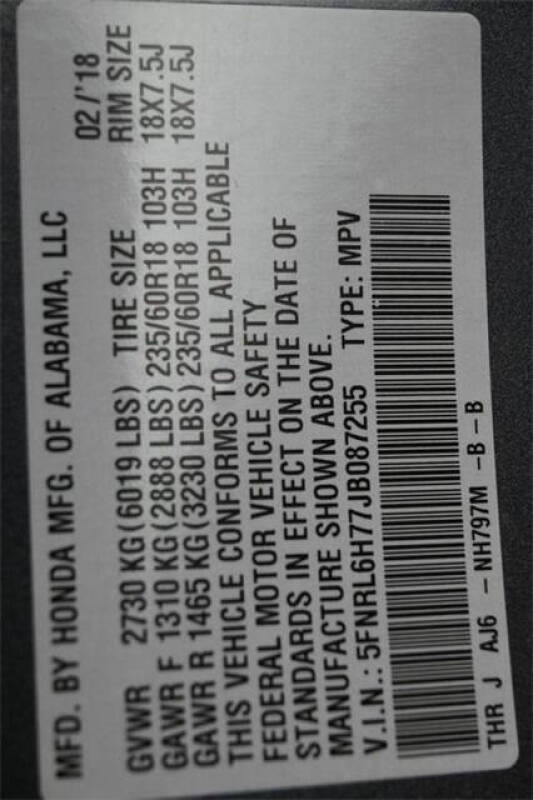 MFD. BY HONDA MFG. OF ALABAMA, LLC 02/'18
GVWR 2730 KG(6019 LBS) TIRE SIZE RIM SIZE
GAWR F 1310 KG(2888 LBS) 235/60R18 103H 18X7.5J
GAWR R 1465 KG(3230 LBS) 235/60R18 103H 18X7.5J
THIS VEHICLE CONFORMS TO ALL APPLICABLE
FEDERAL MOTOR VEHICLE SAFETY
STANDARDS IN EFFECT ON THE DATE OF
MANUFACTURE SHOWN ABOVE.
V.I.N.: 5FNRL6H77JB087255 TYPE: MPV
THR J AJ6 - NH797M -B-B